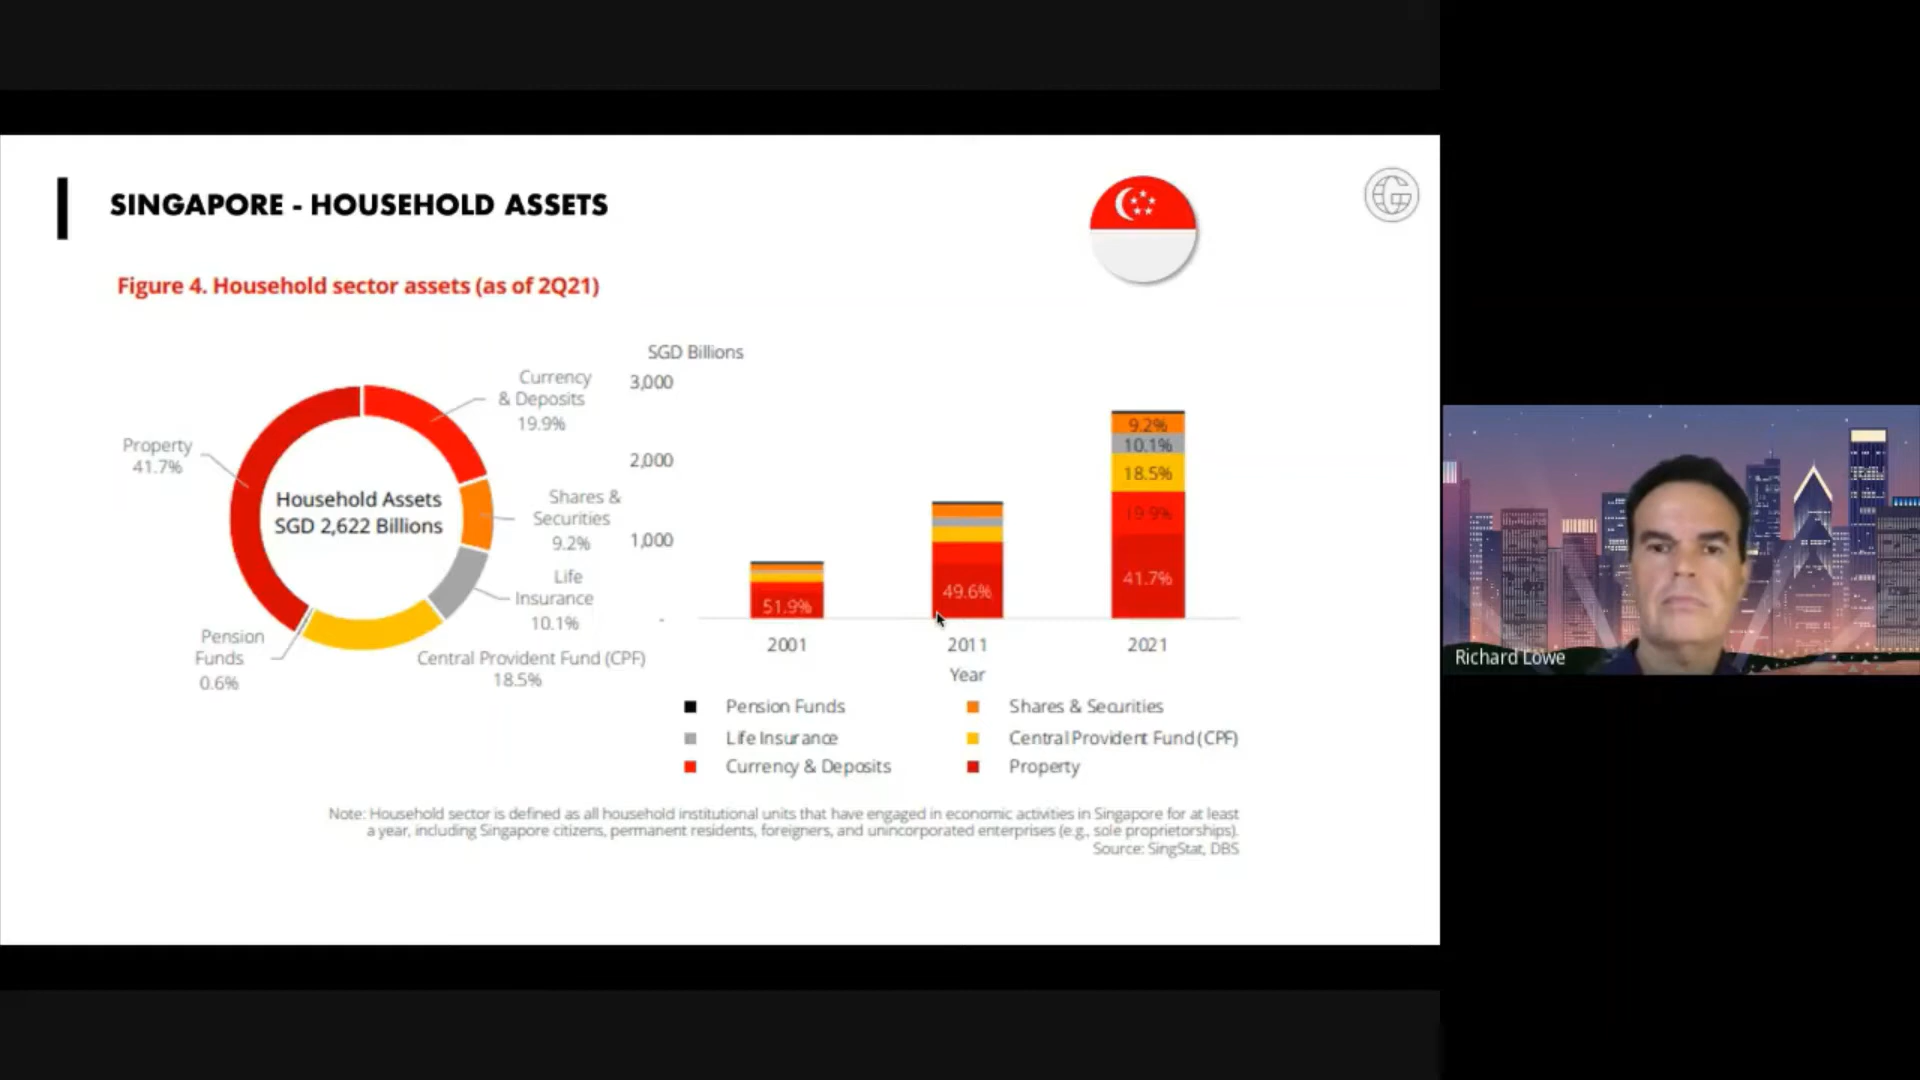 SINGAPORE - HOUSEHOLD ASSETS
Figure 4. Household sector assets (as of 2Q21)
Currency
& Deposits
19.9%
Property
41.7%
Household Assets
SGD 2,622 Billions
Shares &
Securities
9.2%
Life
Insurance
10.1%
Pension
Funds
0.6%
Central Provident Fund (CPF)
18.5%
SGD Billions
3,000
2,000
1,000
-
51.9%
49.6%
9.2%
10.1%
18.5%
19.9%
41.7%
2001
2011
2021
Year
Pension Funds
Shares & Securities
Life Insurance
Central Provident Fund (CPF)
Currency & Deposits
Property
Note: Household sector is defined as all household institutional units that have engaged in economic activities in Singapore for at least
a year, including Singapore citizens, permanent residents, foreigners, and unincorporated enterprises (e.g., sole proprietorships).
Source: SingStat, DBS
Richard Lowe